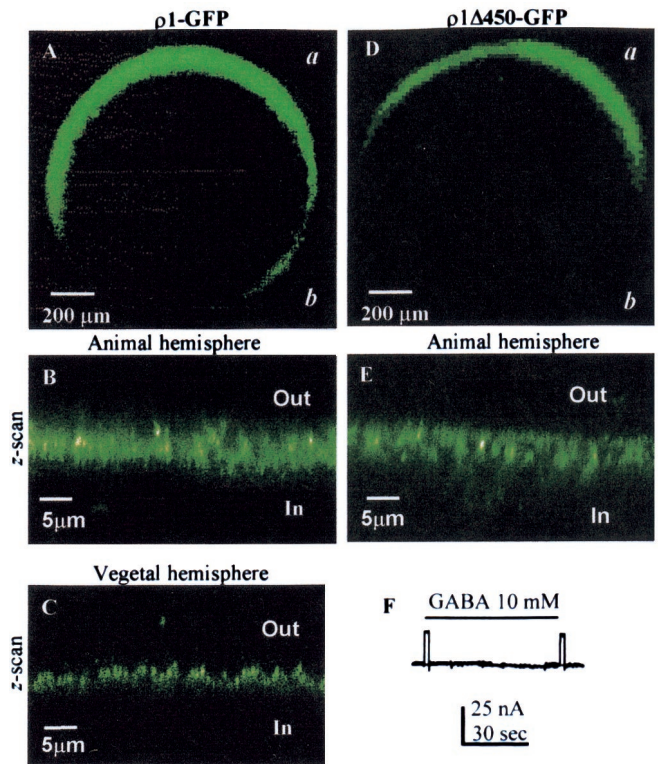 ρ1-GFP
ρ1Δ450-GFP
A
a
b
200 μm
D
a
b
200 μm
Animal hemisphere
Animal hemisphere
z-scan
B
Out
In
5μm
E
Out
In
5μm
Vegetal hemisphere
z-scan
C
Out
In
5μm
F
GABA 10 mM
25 nA
30 sec